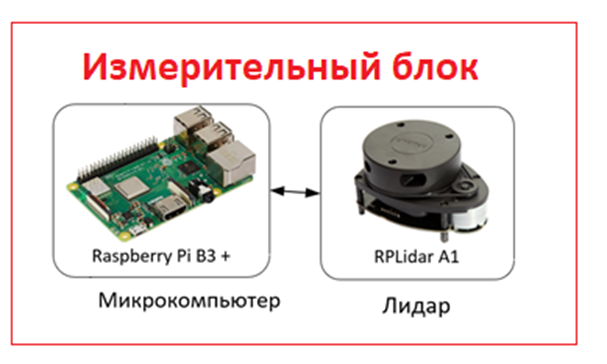 Измерительный блок
Raspberry Pi B3 +
RPLidar A1
Микрокомпьютер
Лидар